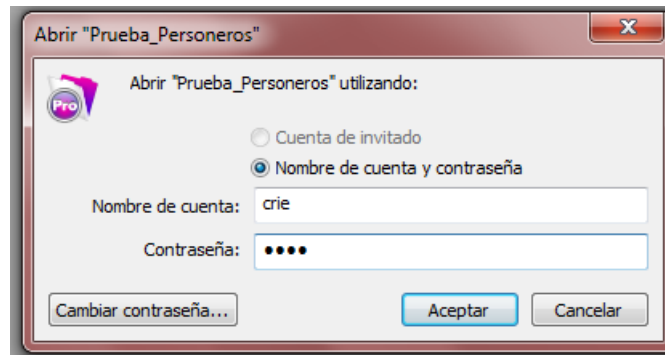 Abrir "Prueba_Personeros"
Abrir "Prueba_Personeros" utilizando:
Pro
Cuenta de invitado
Nombre de cuenta y contraseña
Nombre de cuenta: crie
Contraseña: ••••
Cambiar contraseña... Aceptar Cancelar